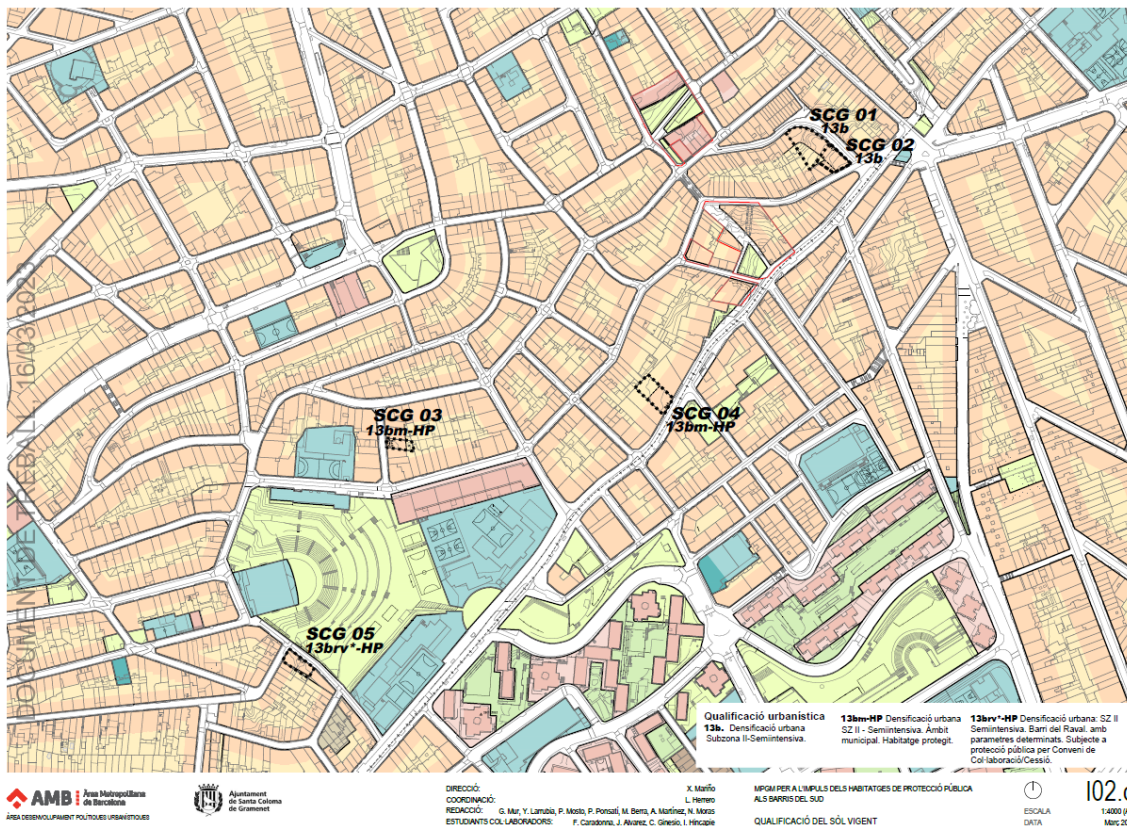 SCG 01
13b
SCG 02
13b
SCG 03
13bm-HP
SCG 04
13bm-HP
SCG 05
13brv*-HP
DOCUMENT DE TREBALL 16/03/2023
Qualificació urbanística
13b. Densificació urbana
Subzona II-Semiintensiva.
13bm-HP Densificació urbana
SZ II - Semiintensiva. Àmbit
municipal. Habitatge protegit.
13brv*-HP Densificació urbana: SZ II
Semiintensiva. Barri del Raval. amb
parametres determinats. Subjecte a
protecció pública per Conveni de
Col·laboració/Cessió.
AMB Àrea Metropolitana
de Barcelona
ÀREA DESENVOLUPAMENT POLÍTIQUES URBANÍSTIQUES
Ajuntament
de Santa Coloma
de Gramenet
DIRECCIÓ: X. Mariño
COORDINACIÓ: L. Herrero
REDACCIÓ: G. Mur, Y. Larrubia, P. Mosto, P. Ponsatí, M. Berra, A. Martínez, N. Moras
ESTUDIANTS COL·LABORADORS: F. Caradonna, J. Alvarez, C. Ginesio, I. Hincapie
MPGM PER A L'IMPULS DELS HABITATGES DE PROTECCIÓ PÚBLICA
ALS BARRIS DEL SUD
QUALIFICACIÓ DEL SÒL VIGENT
I02.
ESCALA 1:4000
DATA Març